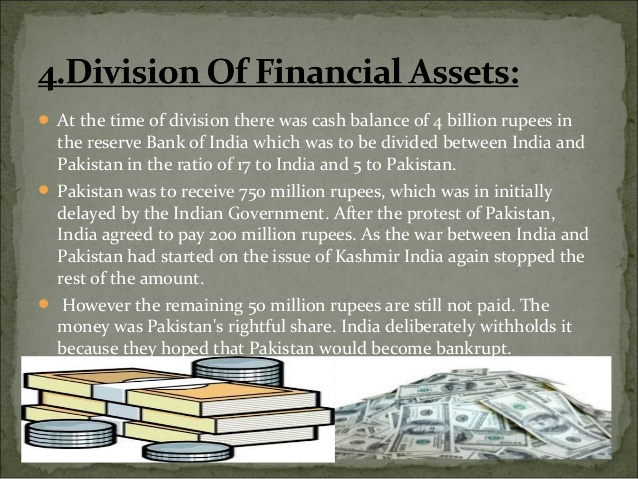 4.Division Of Financial Assets:
At the time of division there was cash balance of 4 billion rupees in
the reserve Bank of India which was to be divided between India and
Pakistan in the ratio of 17 to India and 5 to Pakistan.
Pakistan was to receive 750 million rupees, which was in initially
delayed by the Indian Government. After the protest of Pakistan,
India agreed to pay 200 million rupees. As the war between India and
Pakistan had started on the issue of Kashmir India again stopped the
rest of the amount.
However the remaining 50 million rupees are still not paid. The
money was Pakistan's rightful share. India deliberately withholds it
because they hoped that Pakistan would become bankrupt.